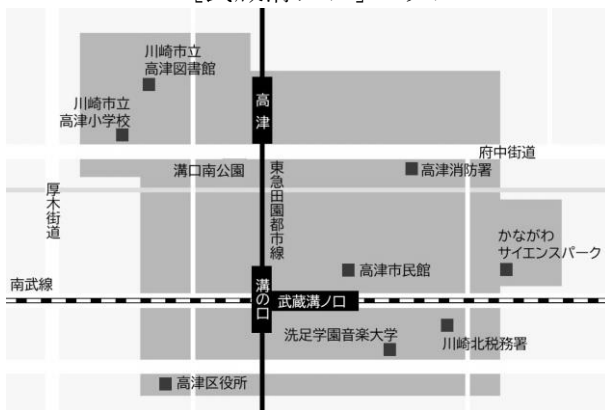 川崎市立
高津図書館
川崎市立
高津小学校
高津
府中街道
溝口南公園
東急田園都市線
高津消防署
厚木街道
かながわ
サイエンスパーク
高津市民館
南武線
溝の口
武蔵溝ノ口
洗足学園音楽大学
川崎北税務署
高津区役所